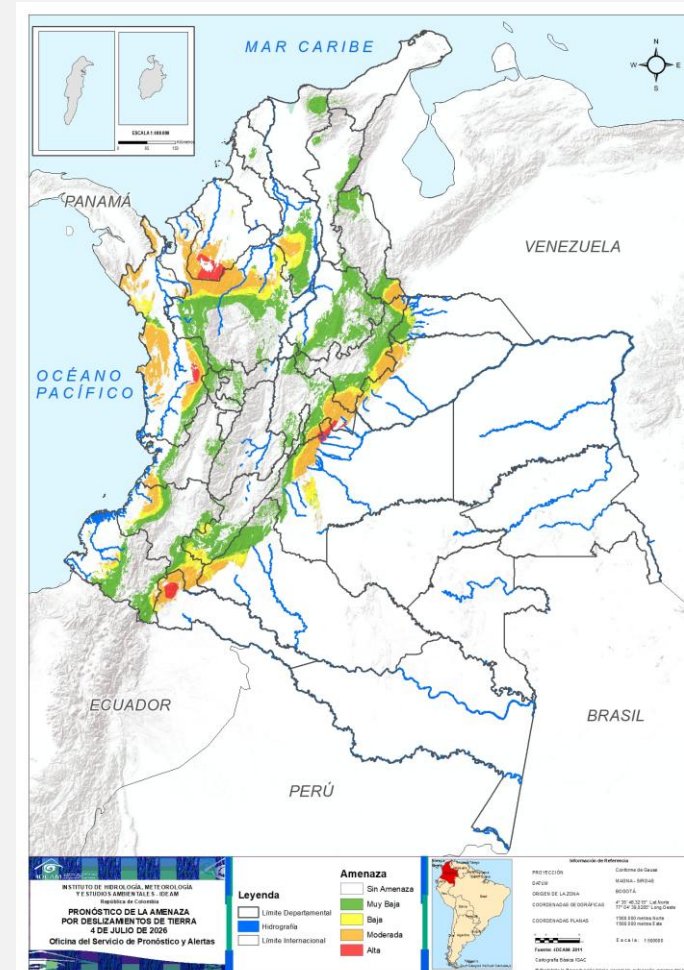 MAR CARIBE
N
W E
S
ESCALA 1:600.000
PANAMÁ
VENEZUELA
OCÉANO
PACÍFICO
ECUADOR
BRASIL
PERÚ
IDEAM
INSTITUTO DE HIDROLOGÍA, METEOROLOGÍA
Y ESTUDIOS AMBIENTALES - IDEAM
República de Colombia
PRONÓSTICO DE LA AMENAZA
POR DESLIZAMIENTOS DE TIERRA
4 DE JULIO DE 2026
Oficina del Servicio de Pronóstico y Alertas
Leyenda
Límite Departamental
Hidrografía
Límite Internacional
Amenaza
Sin Amenaza
Muy Baja
Baja
Moderada
Alta
Información de Referencia
PROYECCIÓN Conforme de Gauss
DATUM MAGNA - SIRGAS
ORIGEN DE LA ZONA BOGOTÁ
COORDENADAS GEOGRÁFICAS
COORDENADAS PLANAS
Escala:
Fuente: IDEAM 2011
Cartografía Básica IGAC